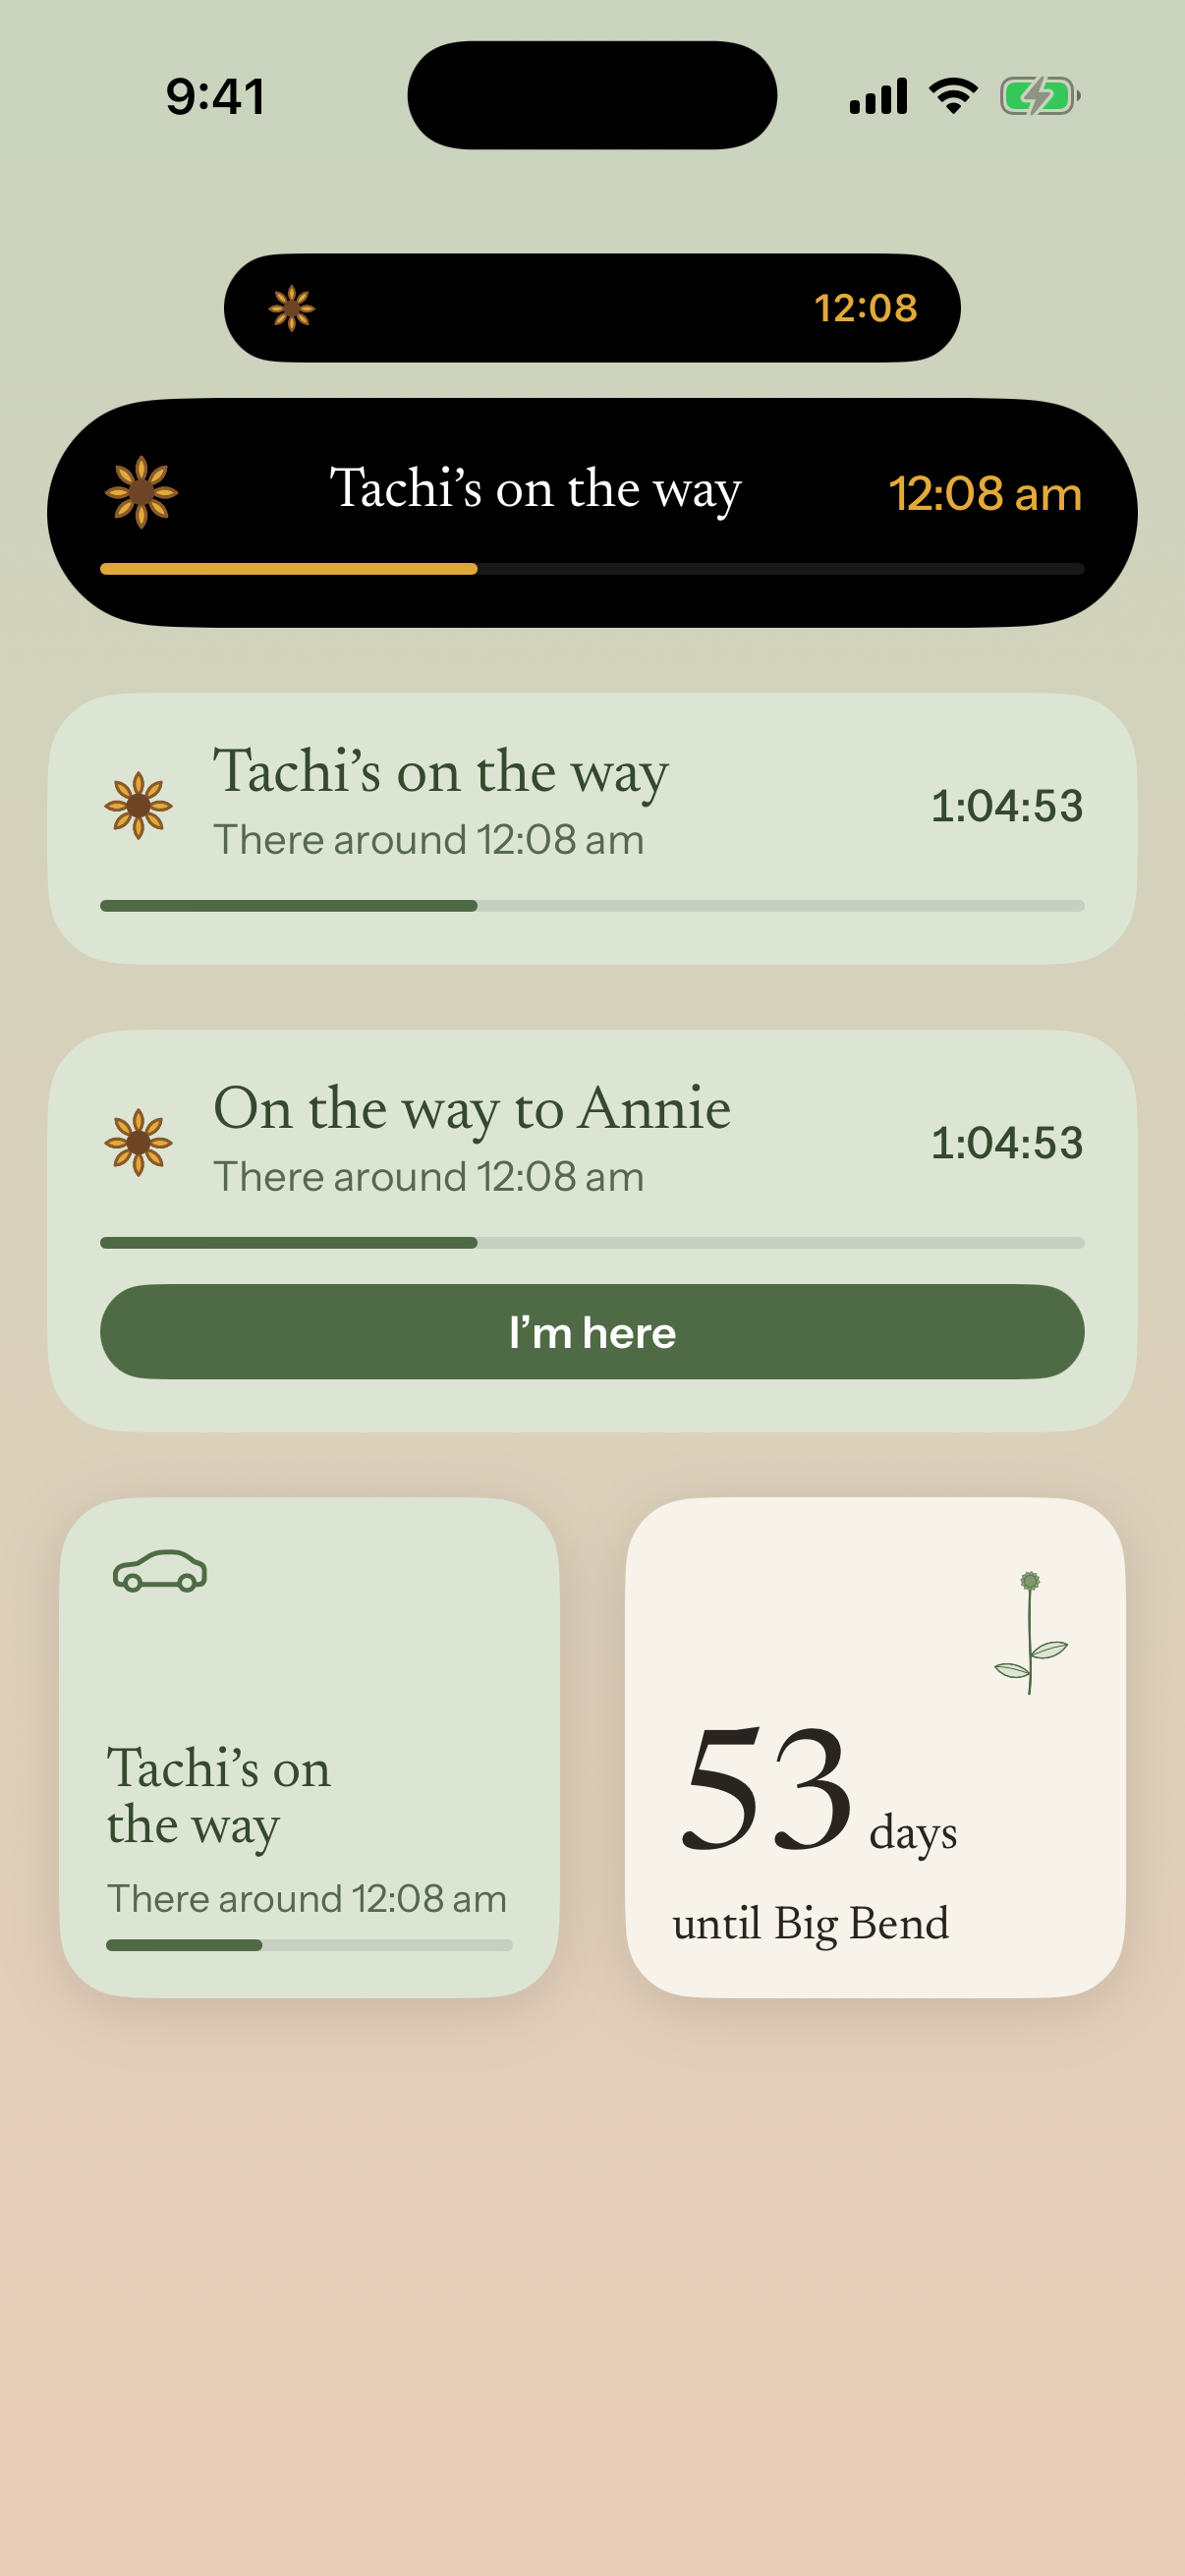 9:41
12:08
Tachi’s on the way
12:08 am
Tachi’s on the way
There around 12:08 am
1:04:53
On the way to Annie
There around 12:08 am
1:04:53
I’m here
Tachi’s on
the way
There around 12:08 am
53 days
until Big Bend